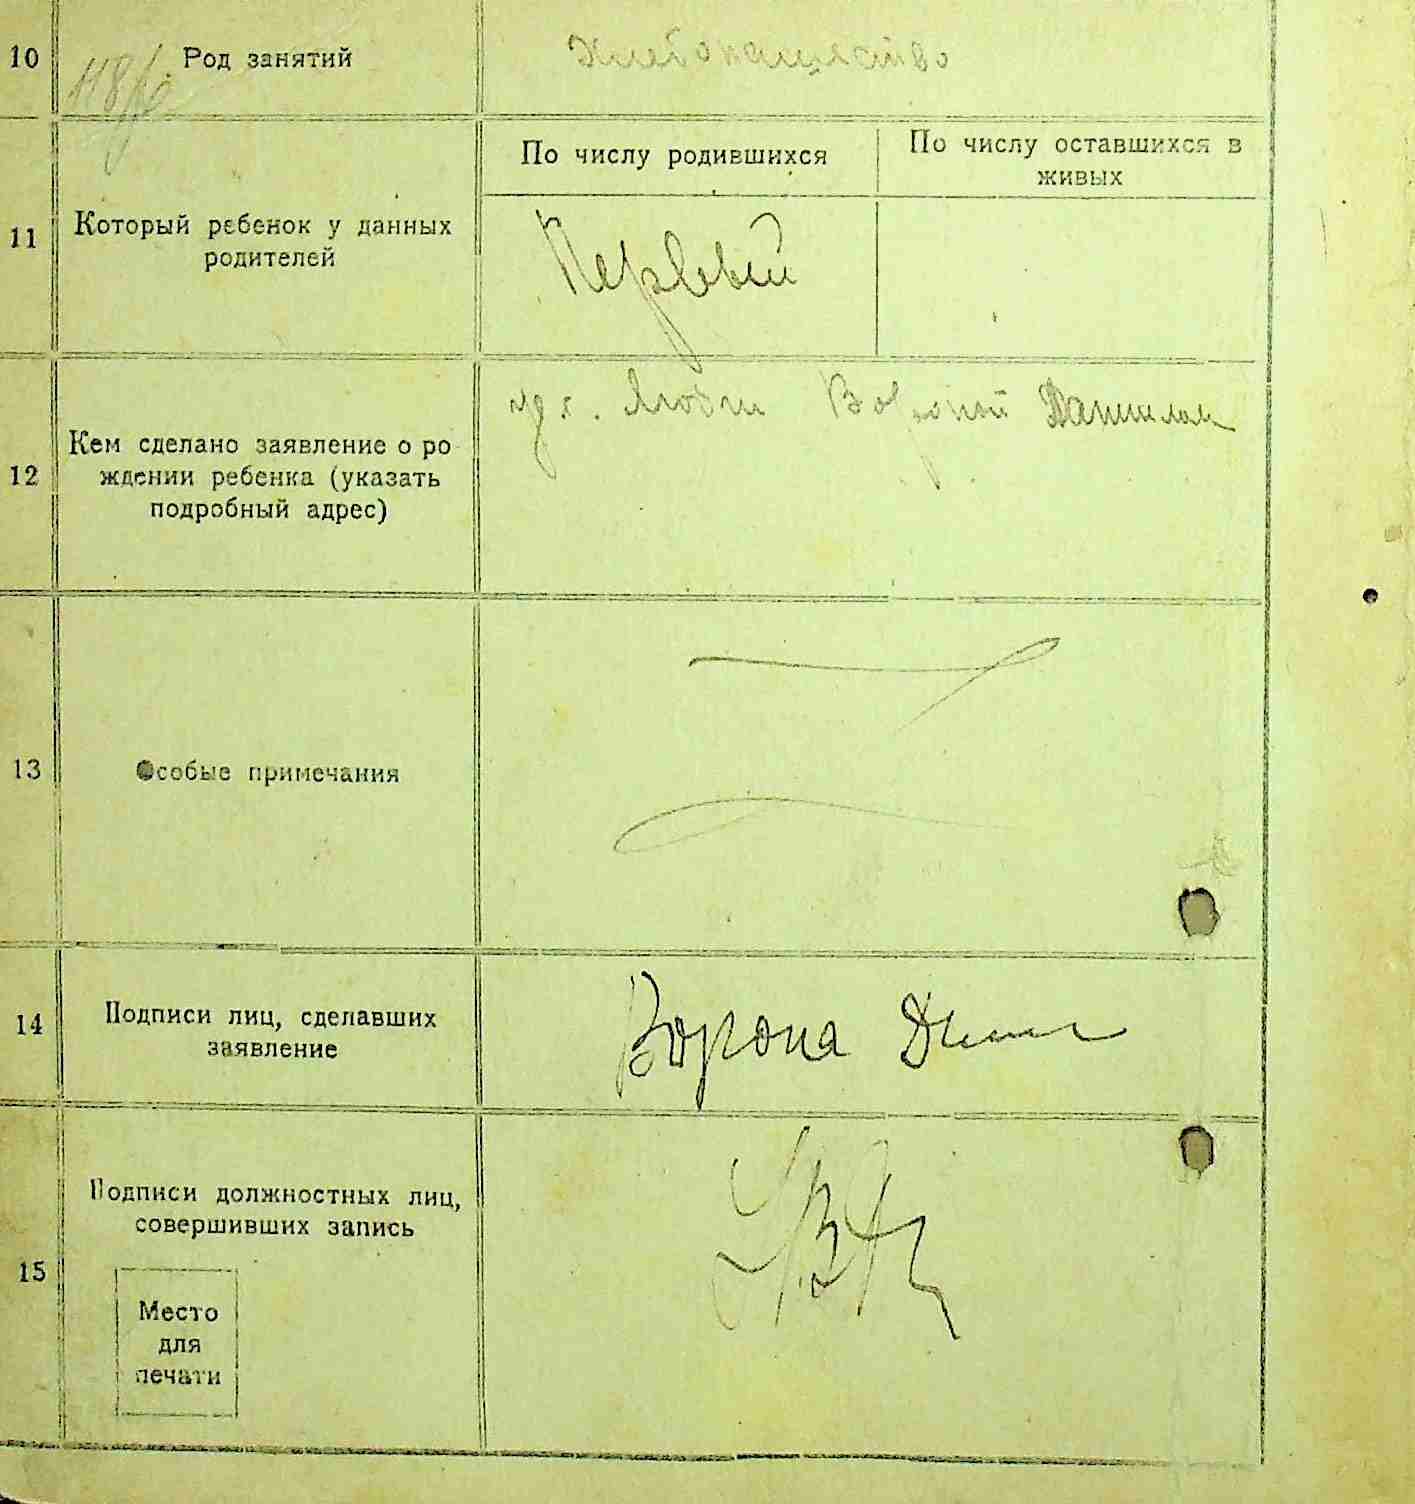 10 Род занятий Хлебопашество
По числу родившихся
По числу оставшихся в
живых
11 Который ребенок у данных
родителей
Первый
12 Кем сделано заявление о ро
ждении ребенка (указать
подробный адрес)
Вороной Даниилом
13 Особые примечания
14 Подписи лиц, сделавших
заявление
Ворона
15 Подписи должностных лиц,
совершивших запись
Место
для
печати